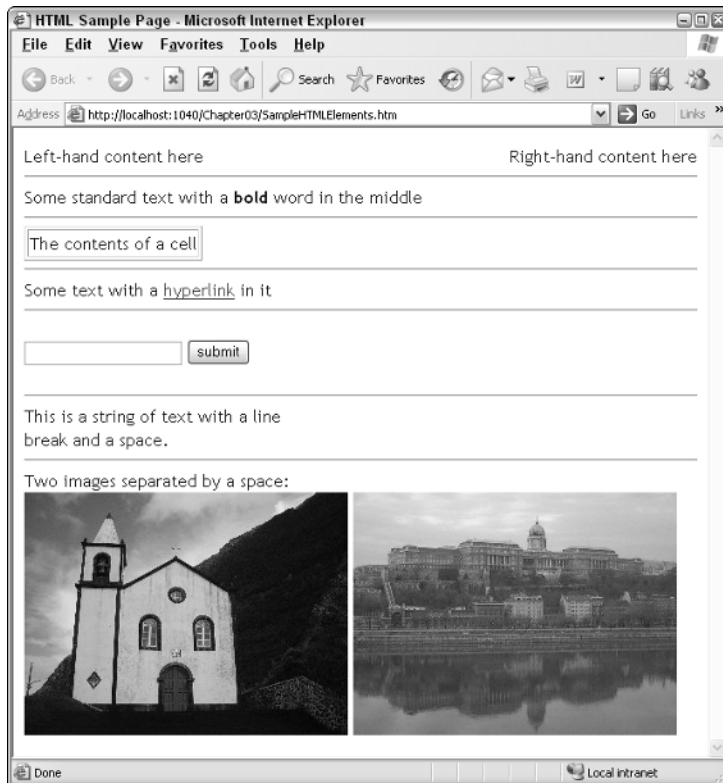 HTML Sample Page - Microsoft Internet Explorer
File Edit View Favorites Tools Help
Back Search Favorites
Address http://localhost:1040/Chapter03/SampleHTMLElements.htm Go Links »
Left-hand content here Right-hand content here
Some standard text with a bold word in the middle
The contents of a cell
Some text with a hyperlink in it
submit
This is a string of text with a line
break and a space.
Two images separated by a space:
Done Local intranet